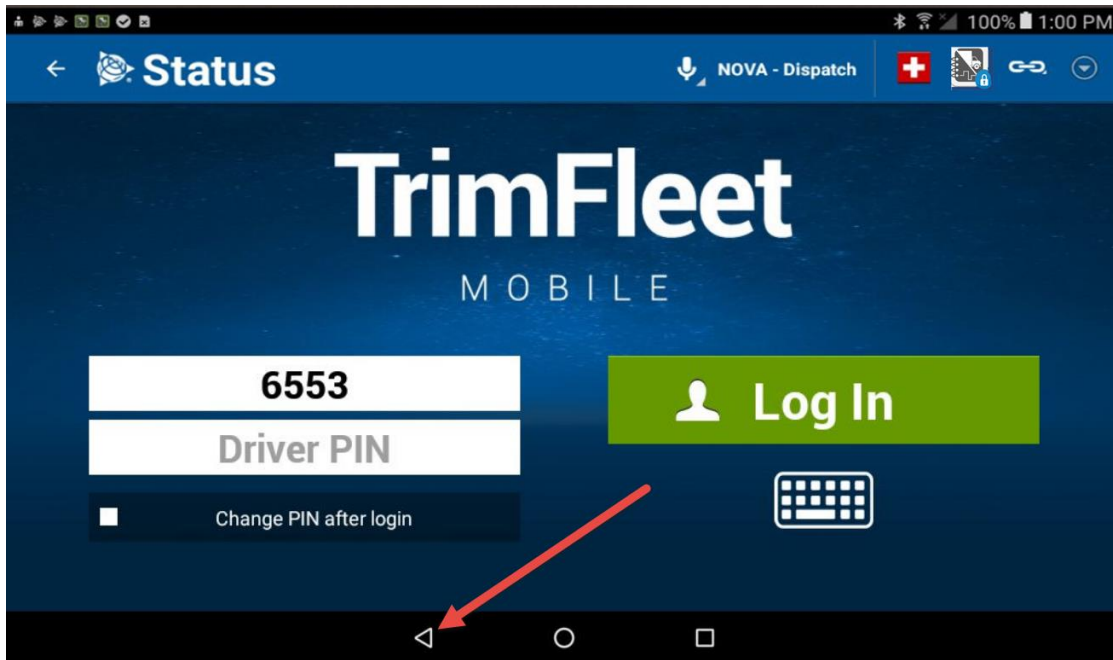 100% 1:00 PM
Status
NOVA - Dispatch
TrimFleet
MOBILE
6553
Log In
Driver PIN
Change PIN after login